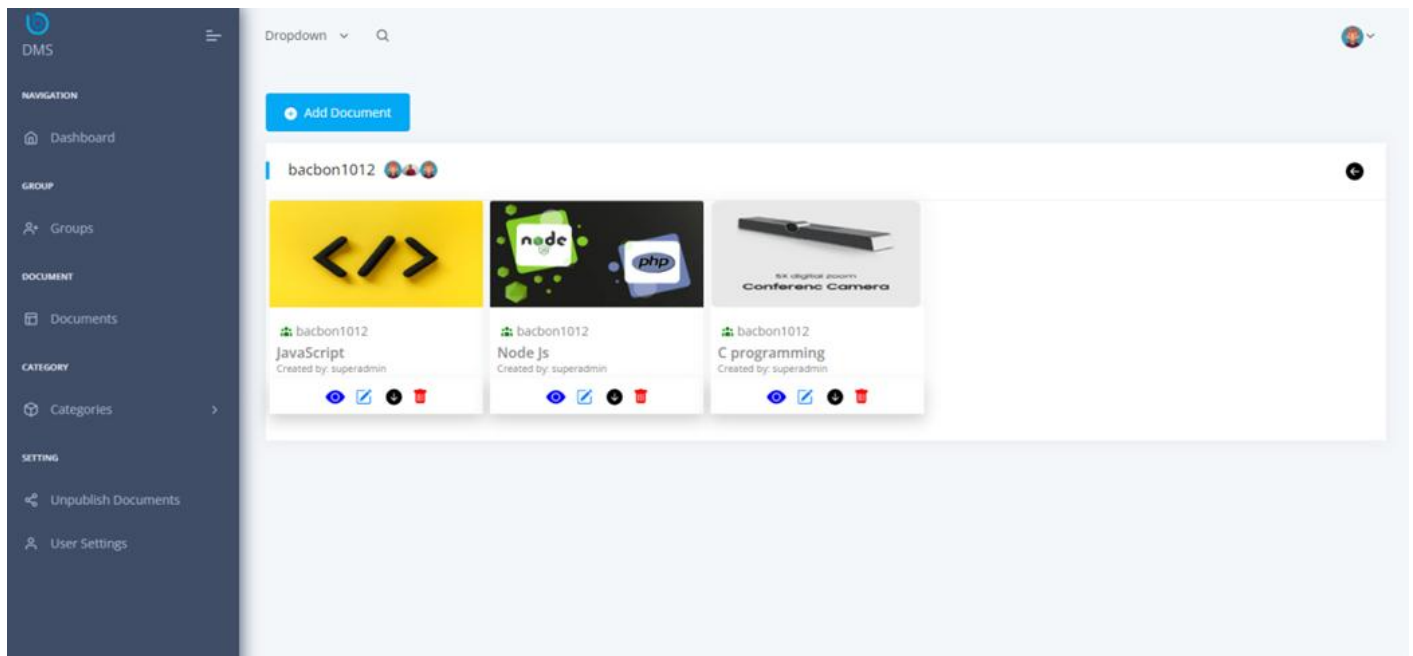 DMS
NAVIGATION
Dashboard
GROUP
Groups
DOCUMENT
Documents
CATEGORY
Categories
SETTING
Unpublish Documents
User Settings
Dropdown
Add Document
bacbon1012
node
JS
php
5X digital zoom
Conferenc Camera
bacbon1012
JavaScript
Created by: superadmin
bacbon1012
Node Js
Created by: superadmin
bacbon1012
C programming
Created by: superadmin